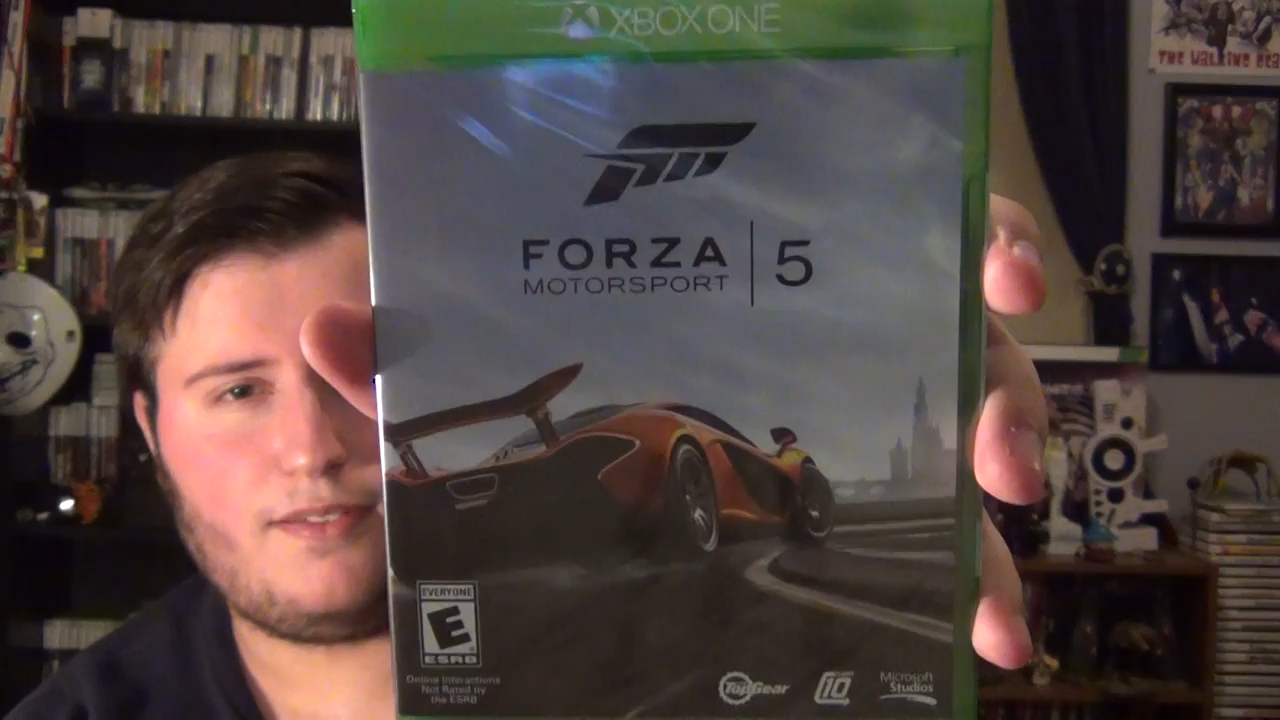 XBOX ONE
THE WALKING DEAD
FORZA
MOTORSPORT
5
EVERYONE
E
ESRB
Online Interactions
Not Rated by
the ESRB
TopGear
TURN
10
Microsoft
Studios